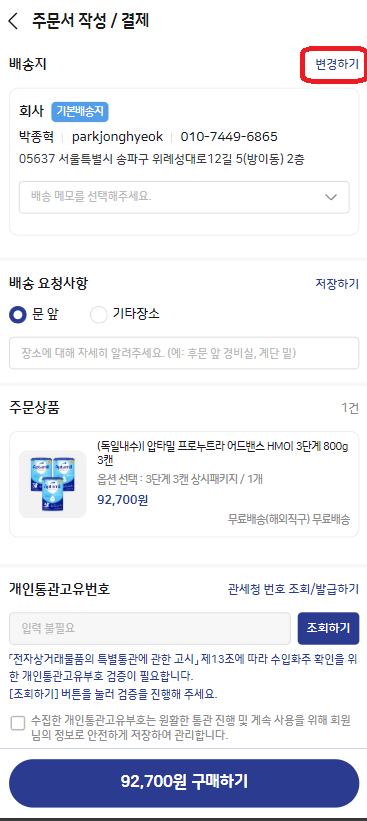 주문서 작성 / 결제
배송지 변경하기
회사 기본배송지
박종혁 parkjonghyeok 010-7449-6865
05637 서울특별시 송파구 위례성대로12길 5(방이동) 2층
배송 메모를 선택해주세요.
배송 요청사항 저장하기
문 앞 기타장소
장소에 대해 자세히 알려주세요. (예: 후문 앞 경비실, 계단 밑)
주문상품 1건
(독일내수)| 압타밀 프로누트라 어드밴스 HMO| 3단계 800g
3캔
옵션 선택 : 3단계 3캔 상시패키지 / 1개
92,700원
무료배송(해외직구) 무료배송
개인통관고유번호 관세청 번호 조회/발급하기
입력 불필요 조회하기
「전자상거래물품의 특별통관에 관한 고시」 제13조에 따라 수입화주 확인을 위
한 개인통관고유부호 검증이 필요합니다.
[조회하기] 버튼을 눌러 검증을 진행해 주세요.
수집한 개인통관고유부호는 원활한 통관 진행 및 계속 사용을 위해 회원
님의 정보로 안전하게 저장하여 관리합니다.
92,700원 구매하기